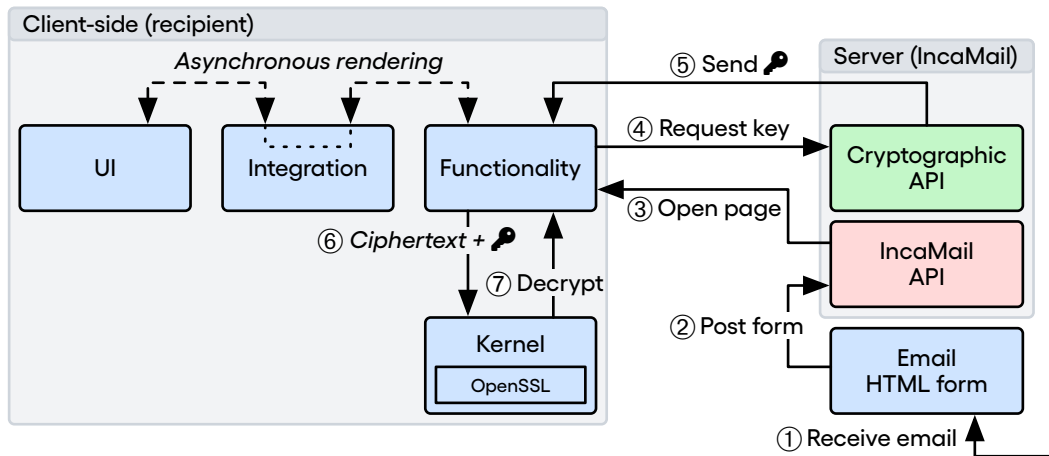 Client-side (recipient)
Asynchronous rendering
⑤ Send
Server (IncaMail)
UI
Integration
Functionality
④ Request key
Cryptographic
API
③ Open page
⑥ Ciphertext +
IncaMail
API
⑦ Decrypt
② Post form
Kernel
OpenSSL
Email
HTML form
① Receive email